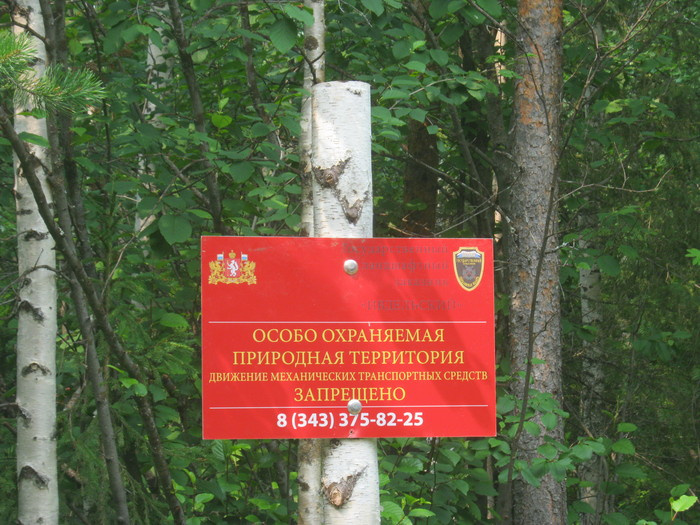 ОСОБО ОХРАНЯЕМАЯ
ПРИРОДНАЯ ТЕРРИТОРИЯ
ДВИЖЕНИЕ МЕХАНИЧЕСКИХ ТРАНСПОРТНЫХ СРЕДСТВ
ЗАПРЕЩЕНО
8 (343) 375-82-25